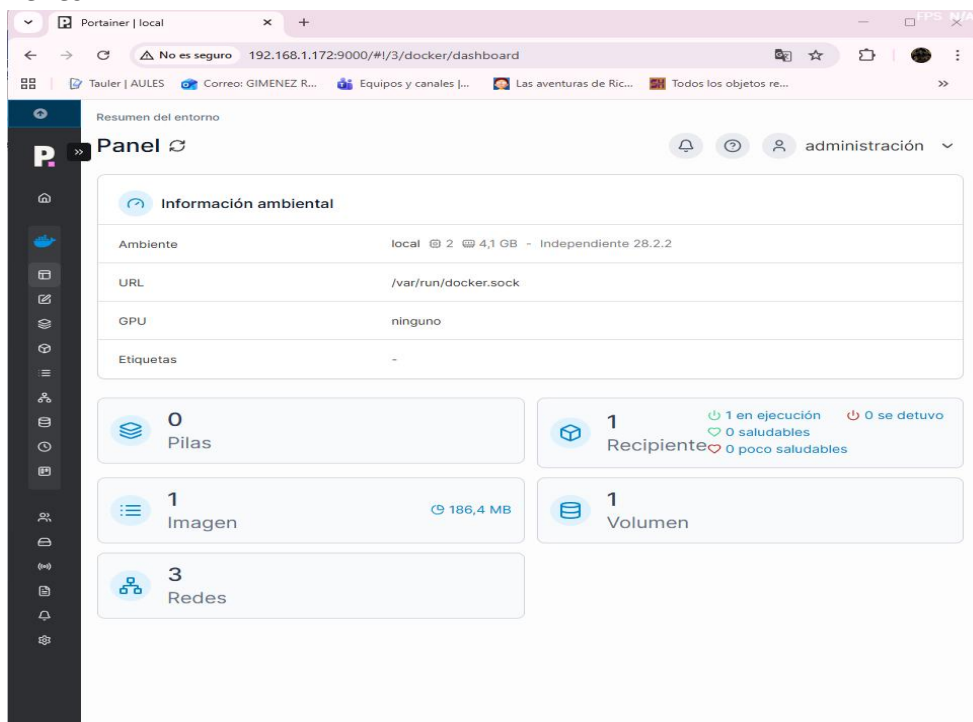 Portainer | local
FPS N/A
No es seguro 192.168.1.172:9000/#!/3/docker/dashboard
Tauler | AULES Correo: GIMENEZ R... Equipos y canales |... Las aventuras de Ric... Todos los objetos re...
Resumen del entorno
Panel
administración
Información ambiental
Ambiente local 2 4,1 GB - Independiente 28.2.2
URL /var/run/docker.sock
GPU ninguno
Etiquetas -
0
Pilas
1
Recipiente
1 en ejecución 0 se detuvo
0 saludables
0 poco saludables
1
Imagen
186,4 MB
1
Volumen
3
Redes